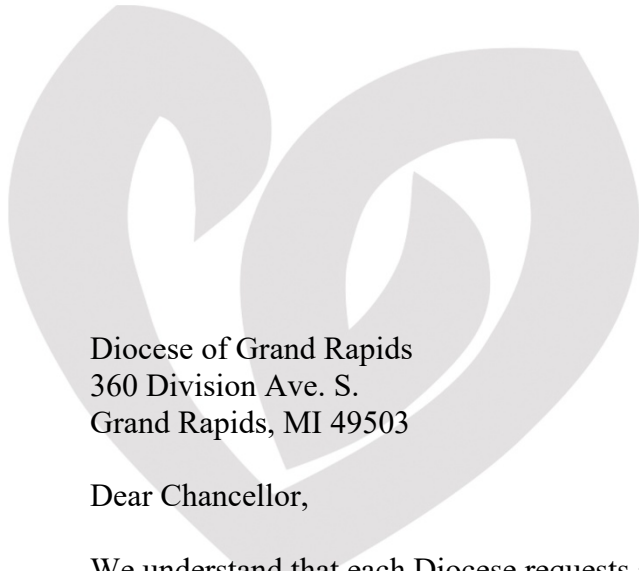 Diocese of Grand Rapids
360 Division Ave. S.
Grand Rapids, MI 49503
Dear Chancellor,
We understand that each Diocese requests